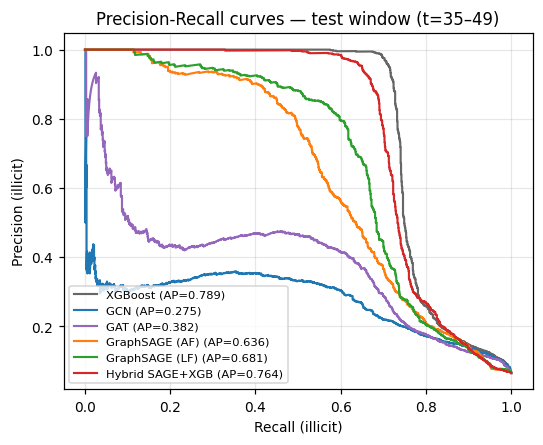 Precision-Recall curves — test window (t=35–49)
Precision (illicit)
1.0
0.8
0.6
0.4
0.2
XGBoost (AP=0.789)
GCN (AP=0.275)
GAT (AP=0.382)
GraphSAGE (AF) (AP=0.636)
GraphSAGE (LF) (AP=0.681)
Hybrid SAGE+XGB (AP=0.764)
0.0 0.2 0.4 0.6 0.8 1.0
Recall (illicit)